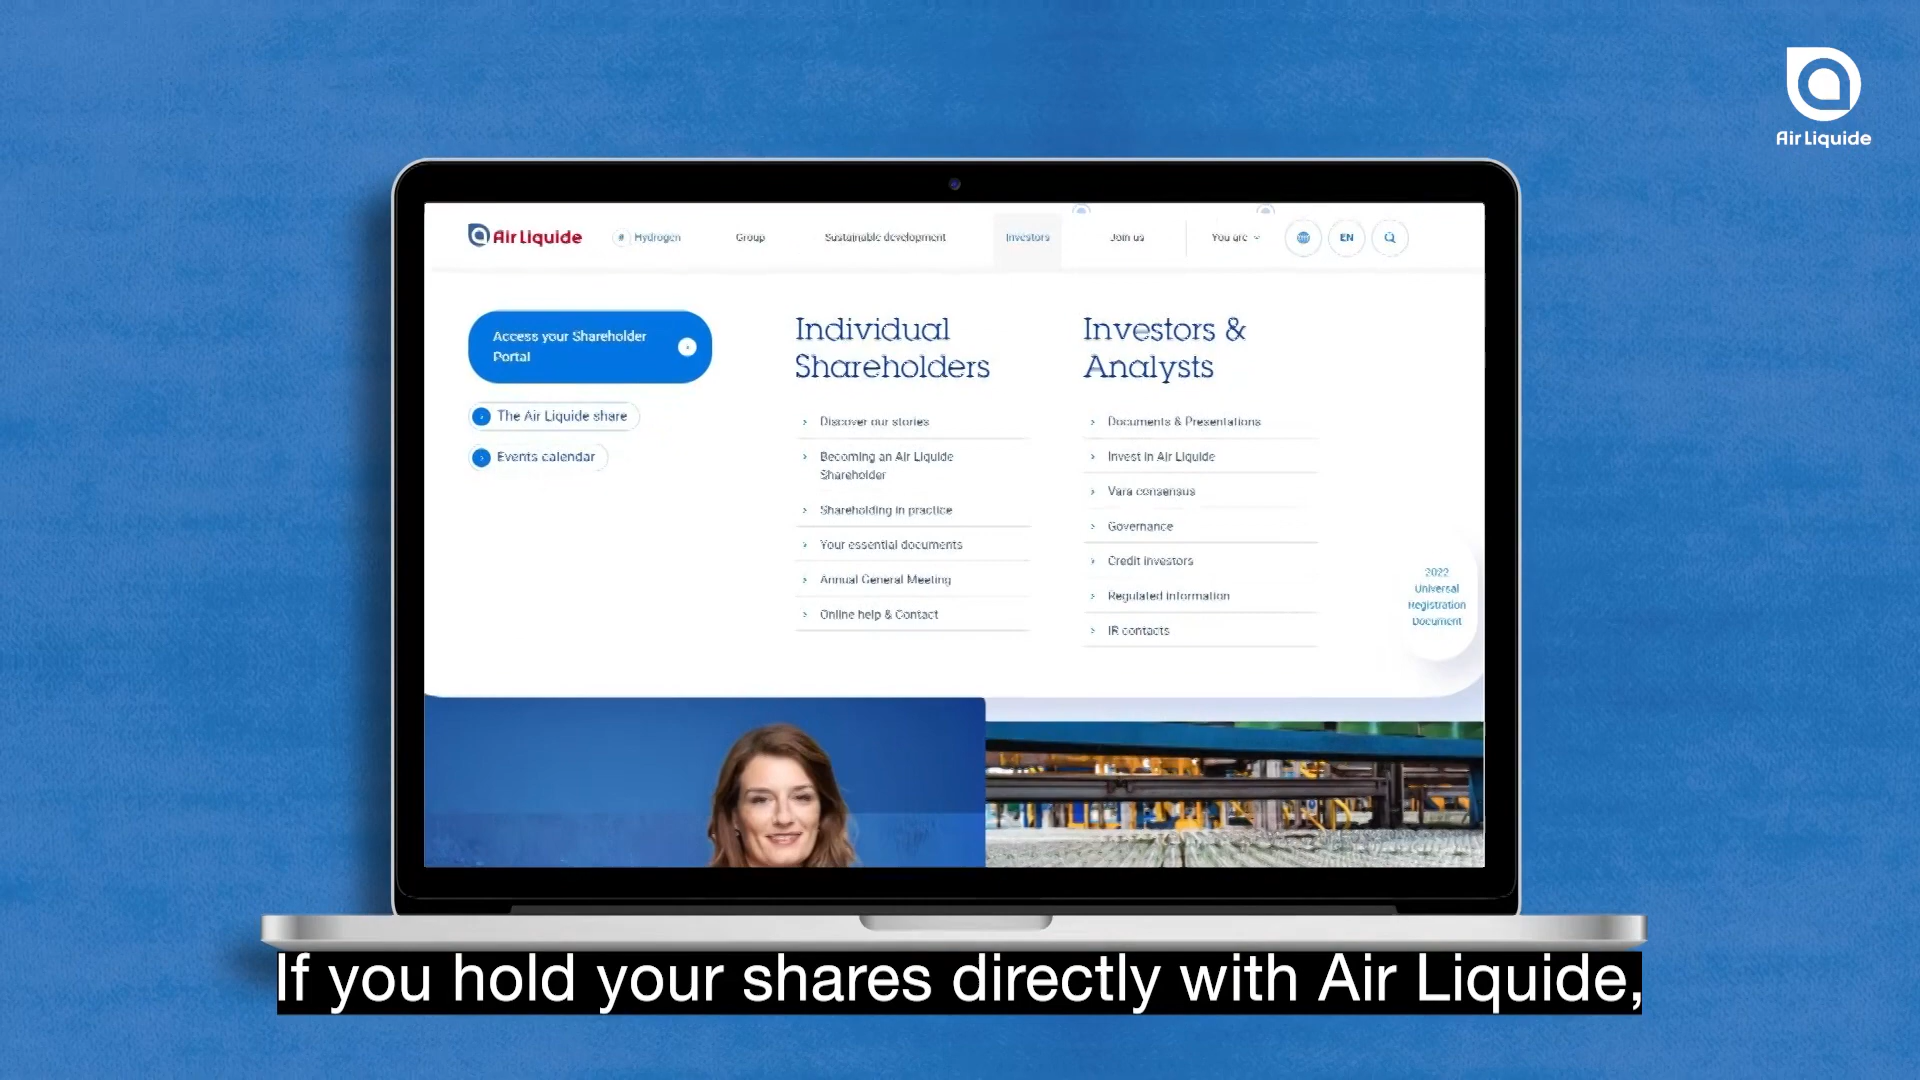 Air Liquide
Air Liquide
# Hydrogen
Group
Sustainable development
Investors
Join us
You are
EN
Access your Shareholder
Portal
The Air Liquide share
Events calendar
Individual
Shareholders
Discover our stories
Becoming an Air Liquide
Shareholder
Shareholding in practice
Your essential documents
Annual General Meeting
Online help & Contact
Investors &
Analysts
Documents & Presentations
Invest in Air Liquide
Vara consensus
Governance
Credit investors
Regulated information
IR contacts
2022
Universal
Registration
Document
If you hold your shares directly with Air Liquide,